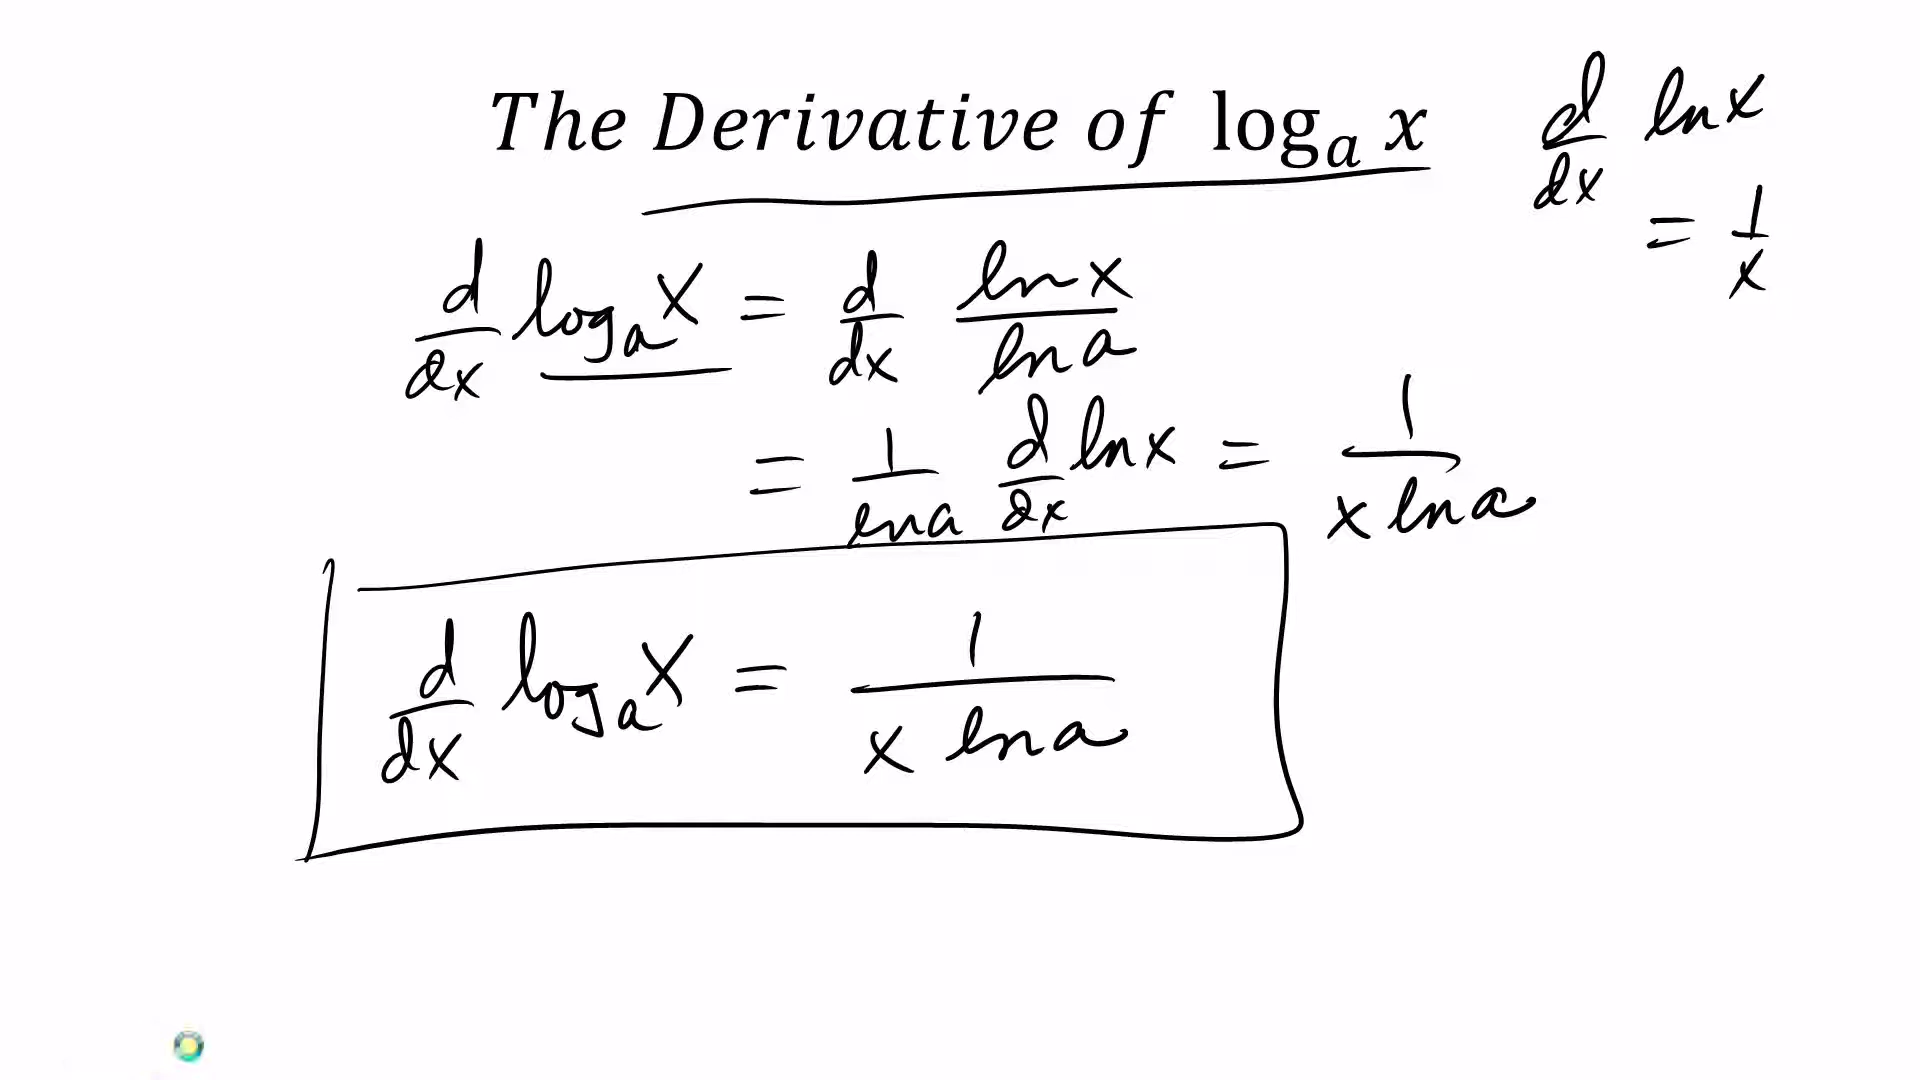 The Derivative of logₐ x
d/dx ln x
= 1/x
d/dx logₐ x = d/dx ln x / ln a
= 1/ln a d/dx ln x = 1/(x ln a)
d/dx logₐ x = 1/(x ln a)